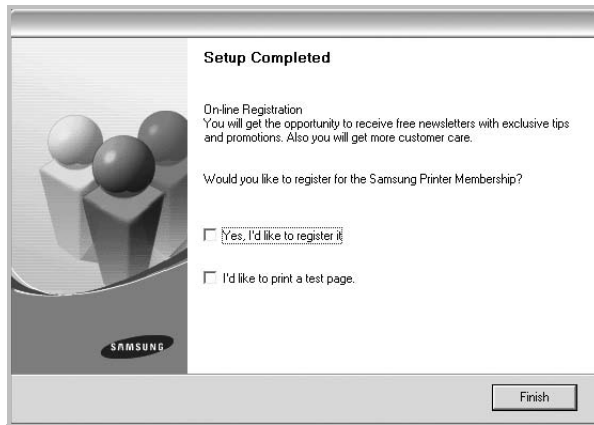 Setup Completed
On-line Registration
You will get the opportunity to receive free newsletters with exclusive tips
and promotions. Also you will get more customer care.
Would you like to register for the Samsung Printer Membership?
Yes, I'd like to register it
I'd like to print a test page.
SAMSUNG
Finish